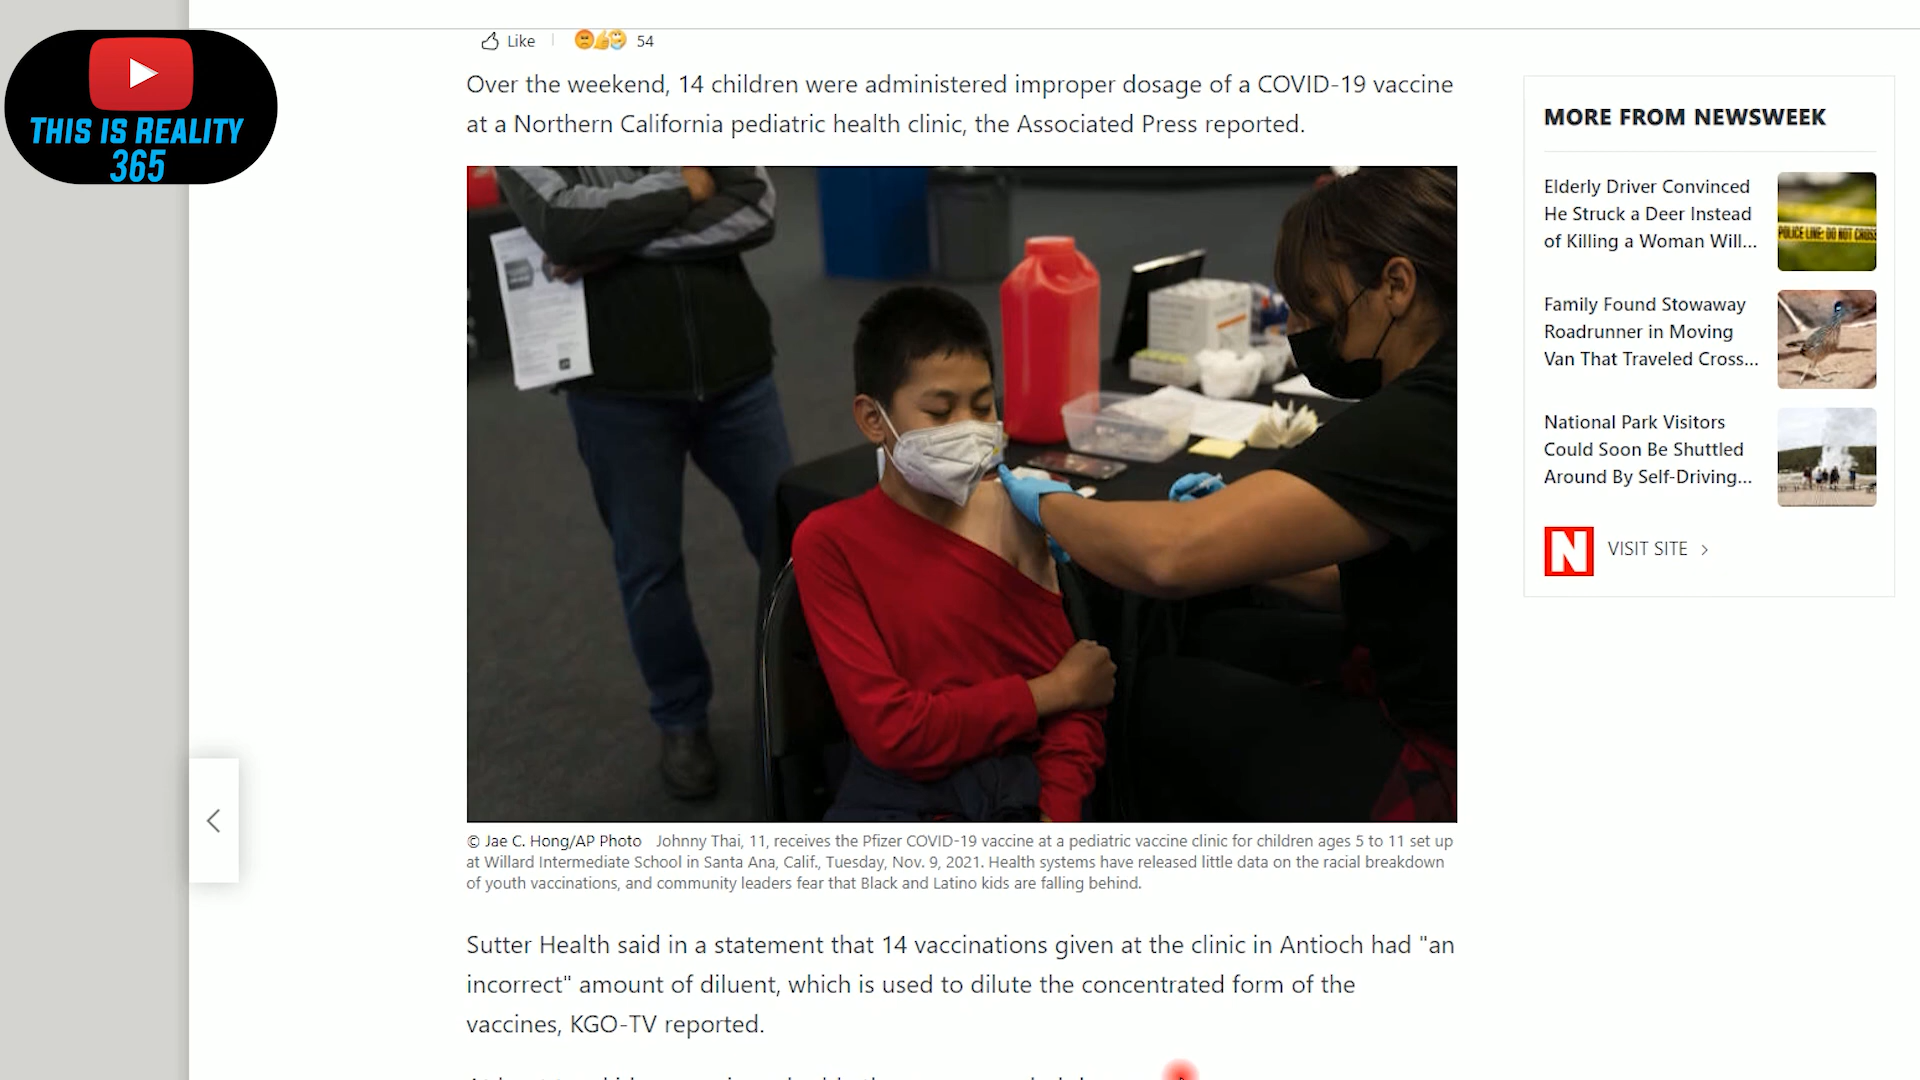 THIS IS REALITY
365
Like
54
Over the weekend, 14 children were administered improper dosage of a COVID-19 vaccine
at a Northern California pediatric health clinic, the Associated Press reported.
© Jae C. Hong/AP Photo Johnny Thai, 11, receives the Pfizer COVID-19 vaccine at a pediatric vaccine clinic for children ages 5 to 11 set up
at Willard Intermediate School in Santa Ana, Calif., Tuesday, Nov. 9, 2021. Health systems have released little data on the racial breakdown
of youth vaccinations, and community leaders fear that Black and Latino kids are falling behind.
Sutter Health said in a statement that 14 vaccinations given at the clinic in Antioch had "an
incorrect" amount of diluent, which is used to dilute the concentrated form of the
vaccines, KGO-TV reported.
MORE FROM NEWSWEEK
Elderly Driver Convinced
He Struck a Deer Instead
of Killing a Woman Will...
POLICE LINE: DO NOT CROSS
Family Found Stowaway
Roadrunner in Moving
Van That Traveled Cross...
National Park Visitors
Could Soon Be Shuttled
Around By Self-Driving...
N
VISIT SITE